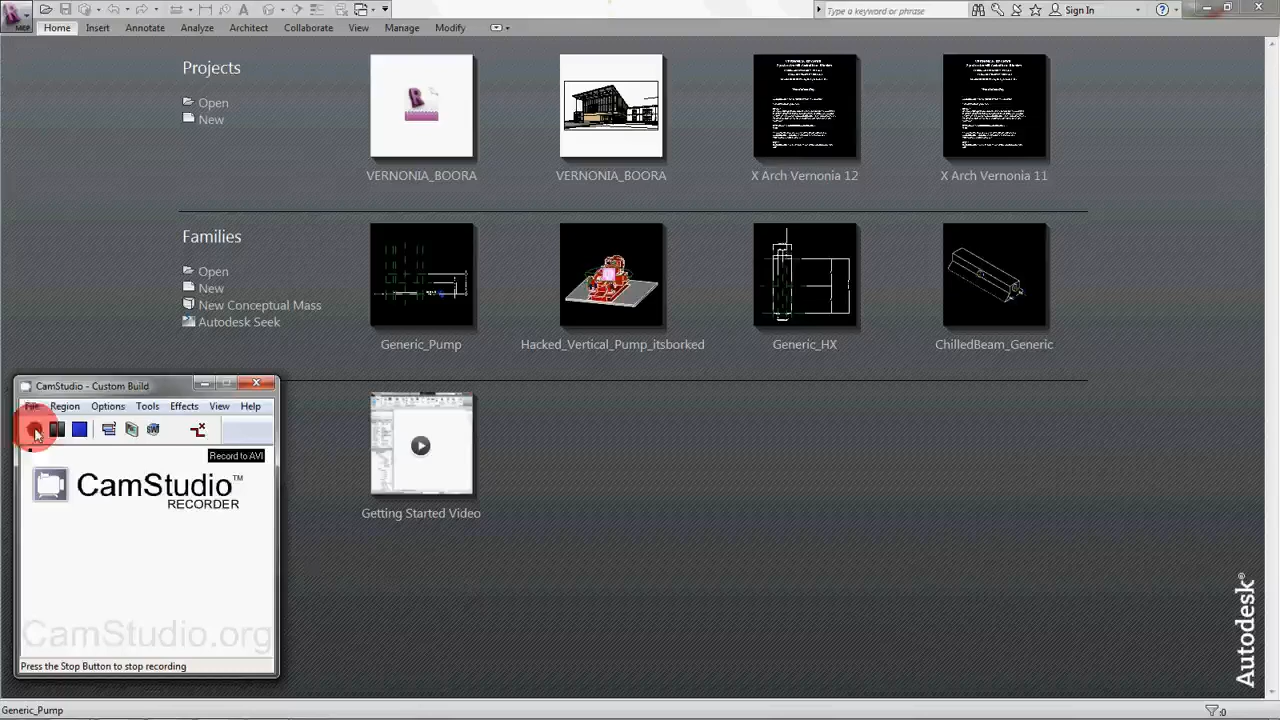 Type a keyword or phrase
Sign In
MEP
Home
Insert
Annotate
Analyze
Architect
Collaborate
View
Manage
Modify
Projects
Open
New
VERNONIA_BOORA
VERNONIA_BOORA
X Arch Vernonia 12
X Arch Vernonia 11
Families
Open
New
New Conceptual Mass
Autodesk Seek
Generic_Pump
Hacked_Vertical_Pump_itsborked
Generic_HX
ChilledBeam_Generic
CamStudio - Custom Build
File
Region
Options
Tools
Effects
View
Help
Record to AVI
CamStudio™
RECORDER
CamStudio.org
Press the Stop Button to stop recording
Getting Started Video
Autodesk®
Generic_Pump
:0